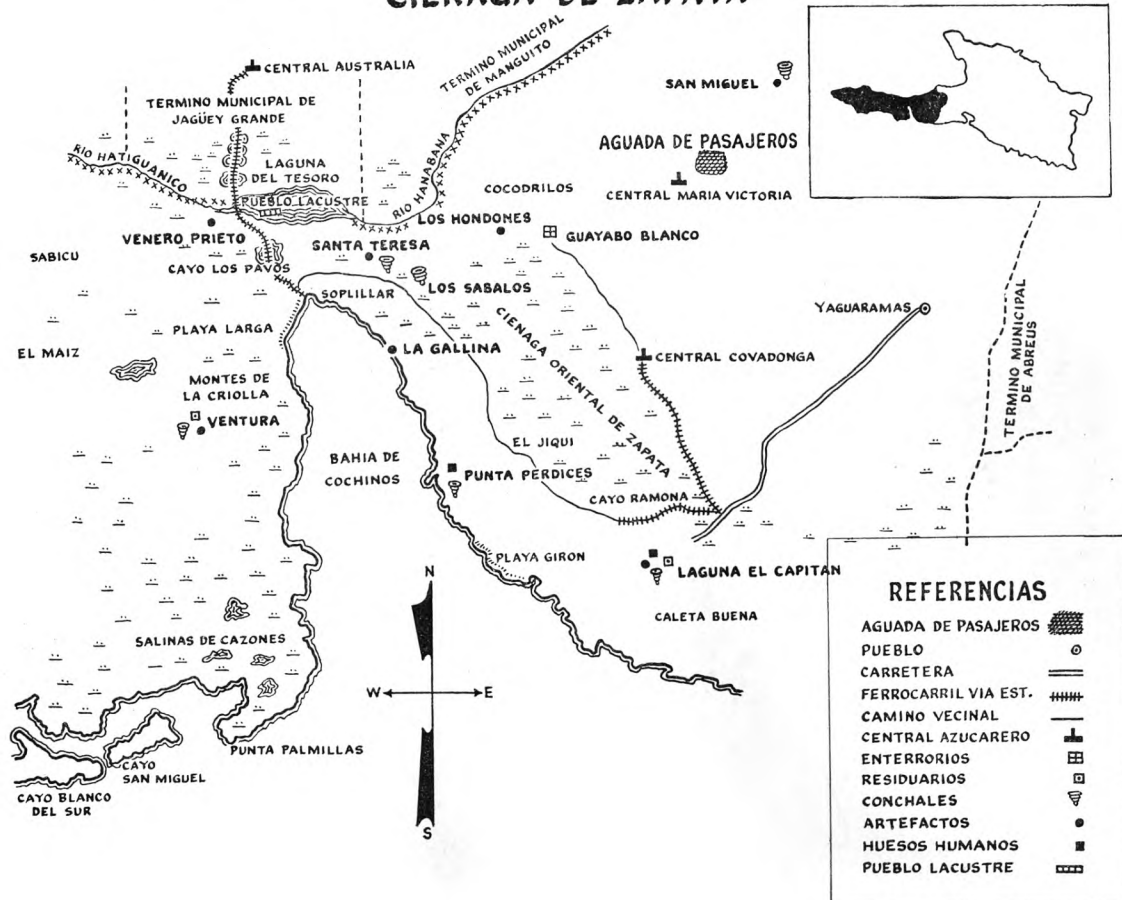 CIENAGA DE ZAPATA
CENTRAL AUSTRALIA
TERMINO MUNICIPAL
DE MANGUITO
SAN MIGUEL
TERMINO MUNICIPAL DE
JAGÜEY GRANDE
RIO HATIGUANICO
LAGUNA
DEL TESORO
PUEBLO LACUSTRE
RIO HANABANA
COCODRILOS
AGUADA DE PASAJEROS
CENTRAL MARIA VICTORIA
VENERO PRIETO
SANTA TERESA
LOS HONDONES
GUAYABO BLANCO
SABICU
CAYO LOS PAVOS
LOS SABALOS
SOPLILLAR
CIENAGA ORIENTAL DE ZAPATA
YAGUARAMAS
TERMINO MUNICIPAL
DE ABREUS
PLAYA LARGA
EL MAIZ
LA GALLINA
CENTRAL COVADONGA
MONTES DE
LA CRIOLLA
VENTURA
BAHIA DE
COCHINOS
EL JIQUI
PUNTA PERDICES
CAYO RAMONA
PLAYA GIRON
LAGUNA EL CAPITAN
CALETA BUENA
SALINAS DE CAZONES
PUNTA PALMILLAS
CAYO
SAN MIGUEL
CAYO BLANCO
DEL SUR
N
W
E
S
REFERENCIAS
AGUADA DE PASAJEROS
PUEBLO
CARRETERA
FERROCARRIL VIA EST.
CAMINO VECINAL
CENTRAL AZUCARERO
ENTERRORIOS
RESIDUARIOS
CONCHALES
ARTEFACTOS
HUESOS HUMANOS
PUEBLO LACUSTRE